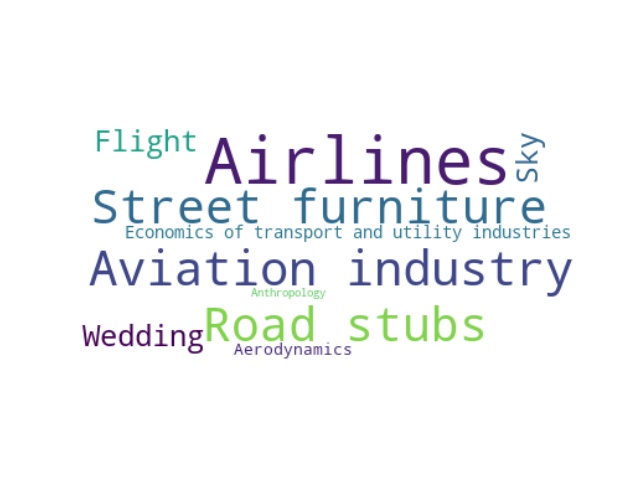 Flight
Airlines
Sky
Street furniture
Economics of transport and utility industries
Aviation industry
Anthropology
Road stubs
Wedding
Aerodynamics